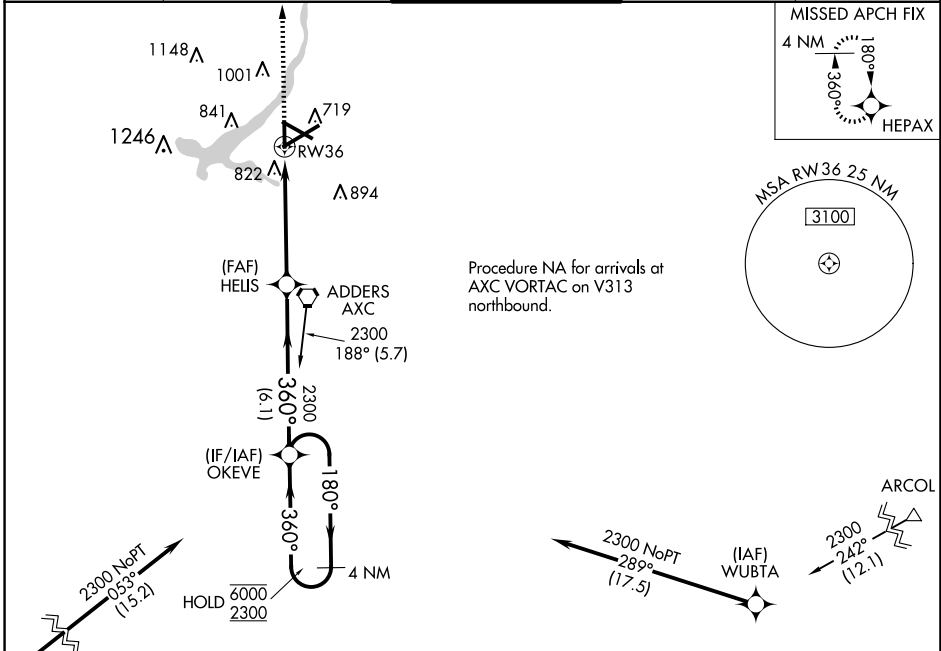 MISSED APCH FIX
4 NM
180°
360°
HEPAX
1148
1001
841
719
1246
RW36
822
894
MSA RW36 25 NM
3100
(FAF)
HELIS
ADDERS
AXC
2300
188° (5.7)
Procedure NA for arrivals at
AXC VORTAC on V313
northbound.
2300
360°
(6.1)
(IF/IAF)
OKEVE
180°
360°
4 NM
HOLD 6000
2300
2300 NoPT
053°
(15.2)
2300 NoPT
289°
(17.5)
(IAF)
WUBTA
ARCOL
2300
242°
(12.1)